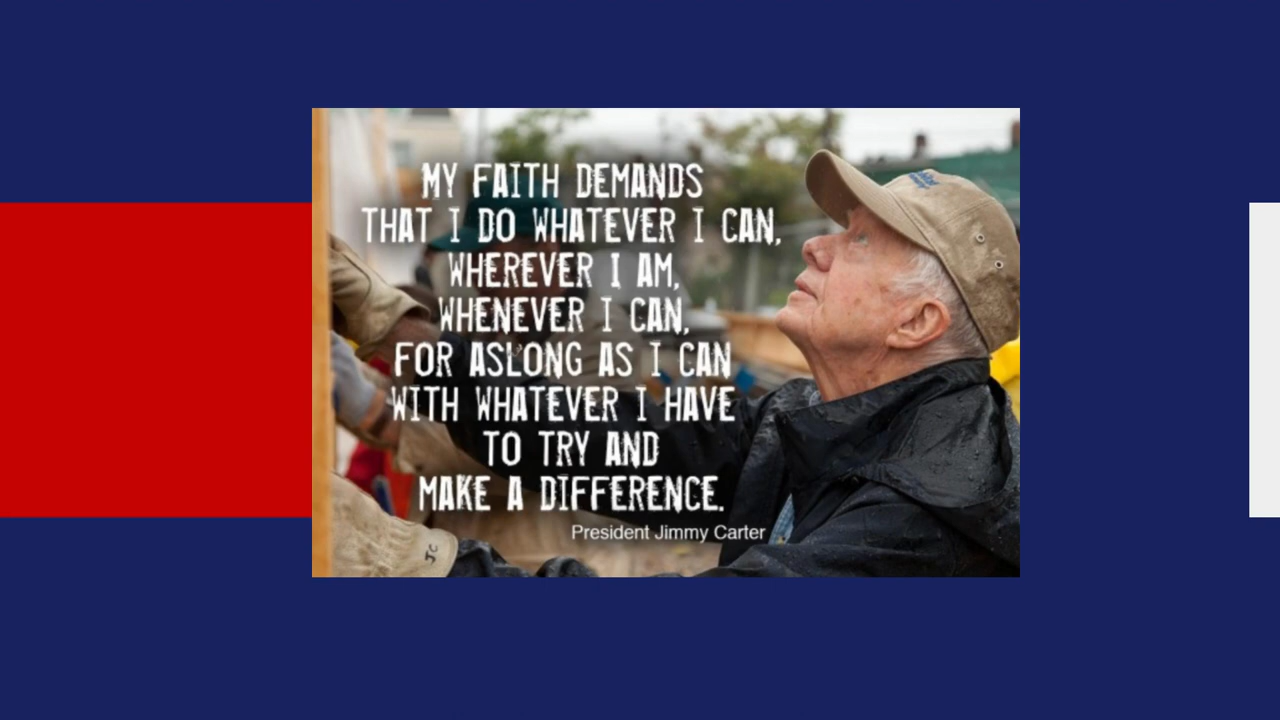 MY FAITH DEMANDS
THAT I DO WHATEVER I CAN,
WHEREVER I AM,
WHENEVER I CAN,
FOR ASLONG AS I CAN
WITH WHATEVER I HAVE
TO TRY AND
MAKE A DIFFERENCE.
President Jimmy Carter
JC